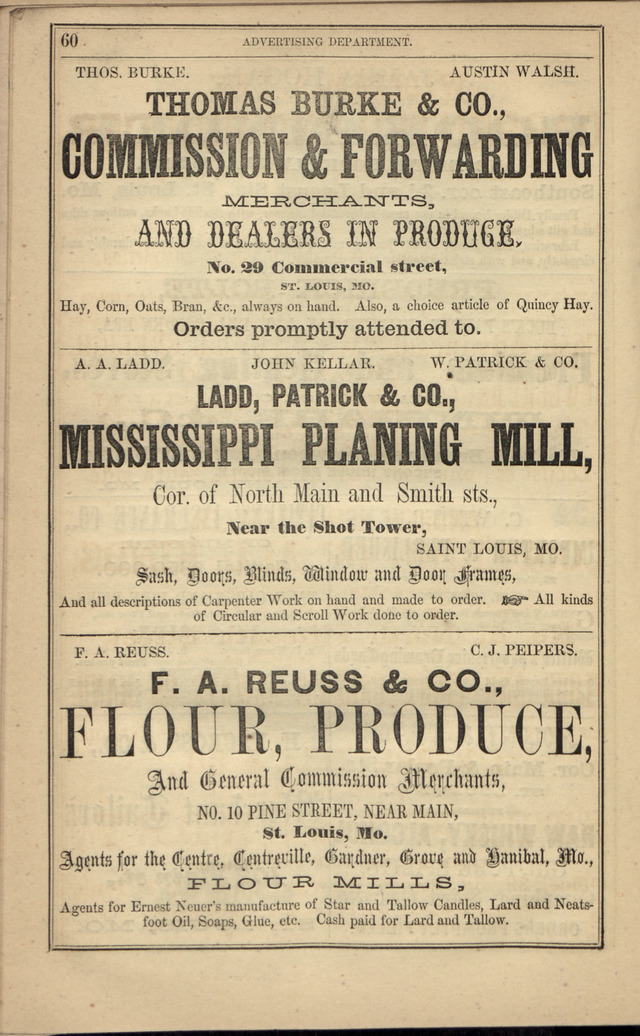 60
ADVERTISING DEPARTMENT.
THOS. BURKE. AUSTIN WALSH.
THOMAS BURKE & CO.,
COMMISSION & FORWARDING
MERCHANTS,
AND DEALERS IN PRODUCE,
No. 29 Commercial street,
ST. LOUIS, MO.
Hay, Corn, Oats, Bran, &c., always on hand. Also, a choice article of Quincy Hay.
Orders promptly attended to.
A. A. LADD. JOHN KELLAR. W. PATRICK & CO.
LADD, PATRICK & CO.,
MISSISSIPPI PLANING MILL,
Cor. of North Main and Smith sts.,
Near the Shot Tower,
SAINT LOUIS, MO.
Sash, Doors, Blinds, Window and Door Frames,
And all descriptions of Carpenter Work on hand and made to order. ☞ All kinds
of Circular and Scroll Work done to order.
F. A. REUSS. C. J. PEIPERS.
F. A. REUSS & CO.,
FLOUR, PRODUCE,
And General Commission Merchants,
NO. 10 PINE STREET, NEAR MAIN,
St. Louis, Mo.
Agents for the Centre, Centreville, Gardner, Grove and Hanibal, Mo.,
FLOUR MILLS,
Agents for Ernest Neuer's manufacture of Star and Tallow Candles, Lard and Neats-
foot Oil, Soaps, Glue, etc. Cash paid for Lard and Tallow.